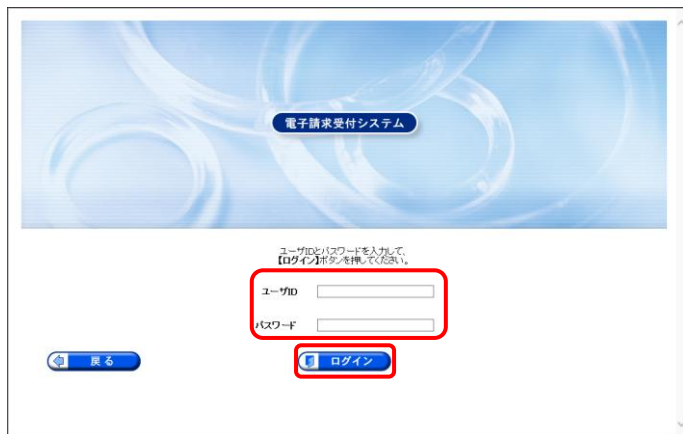 電子請求受付システム
ユーザIDとパスワードを入力して、
【ログイン】ボタンを押してください。
ユーザID
パスワード
戻る
ログイン